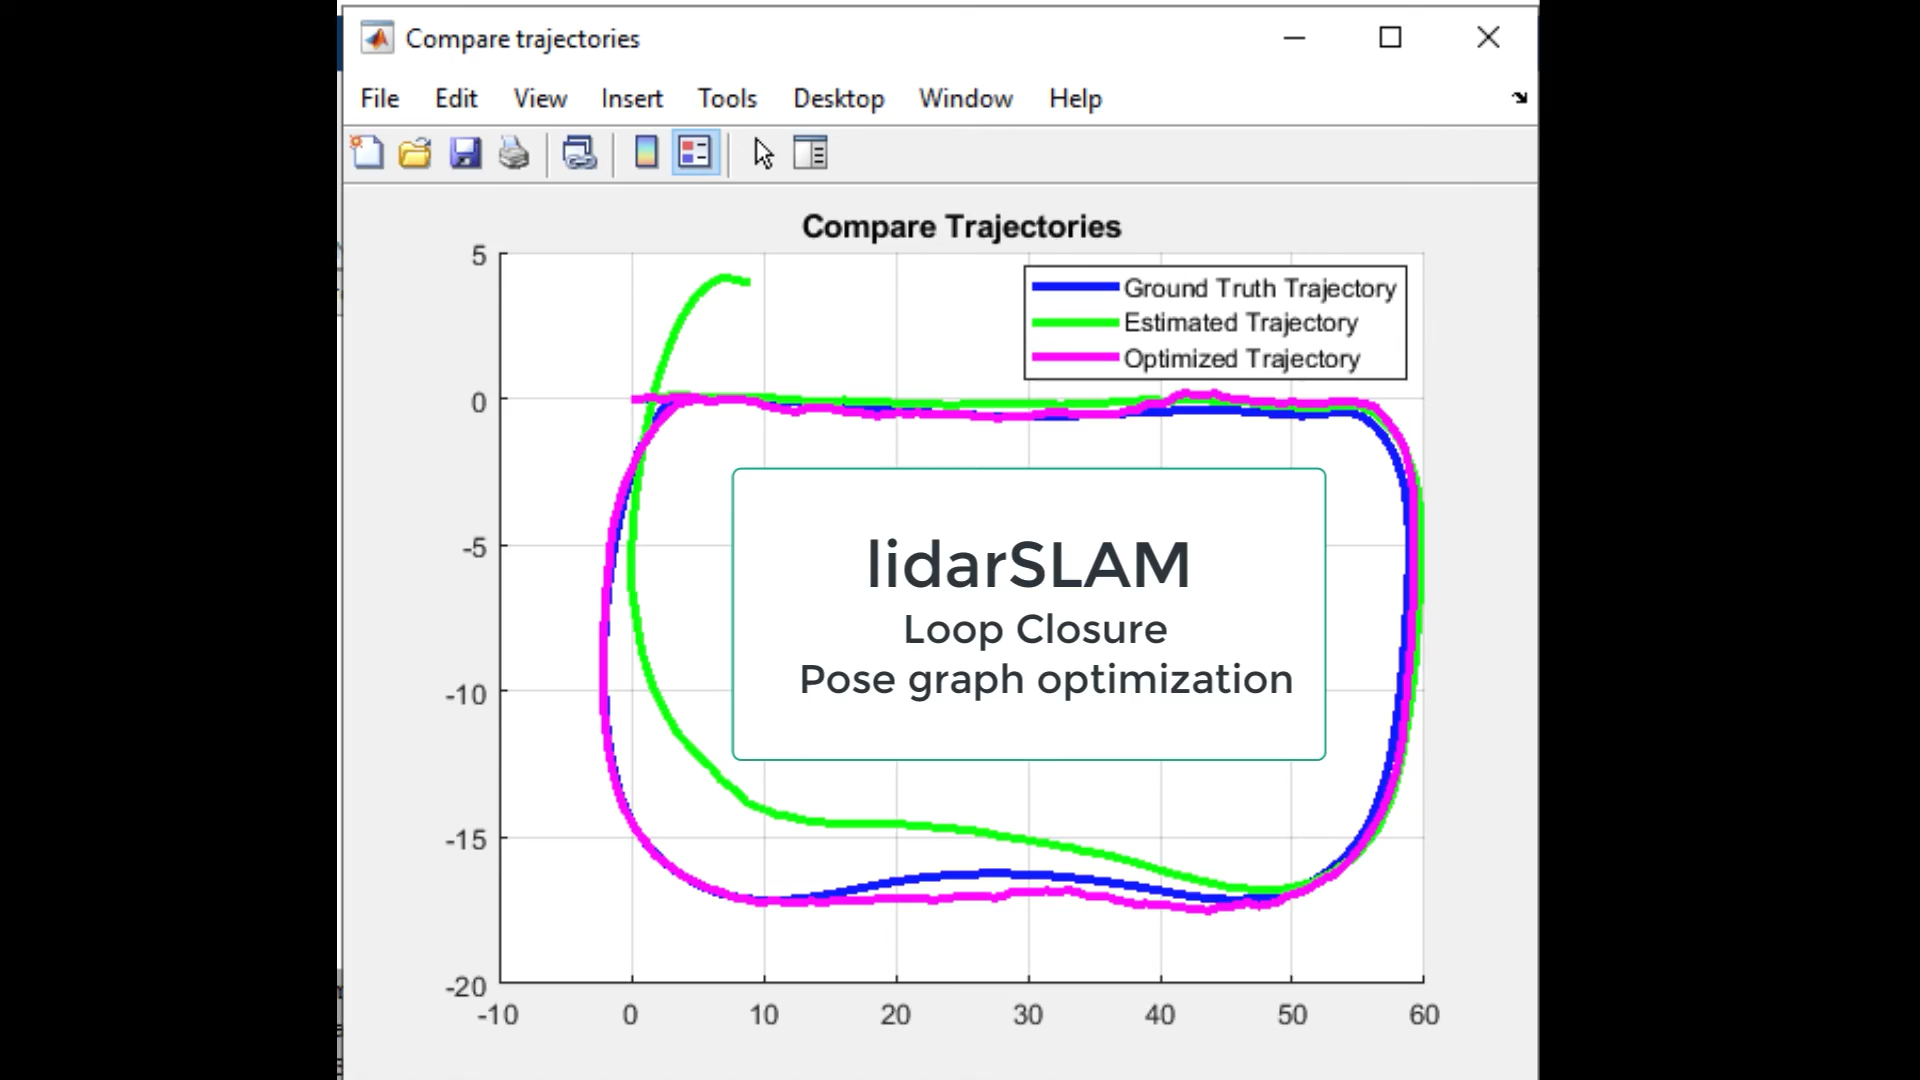 Compare trajectories
File Edit View Insert Tools Desktop Window Help
Compare Trajectories
Ground Truth Trajectory
Estimated Trajectory
Optimized Trajectory
5
0
-5
-10
-15
-20
lidarSLAM
Loop Closure
Pose graph optimization
-10 0 10 20 30 40 50 60